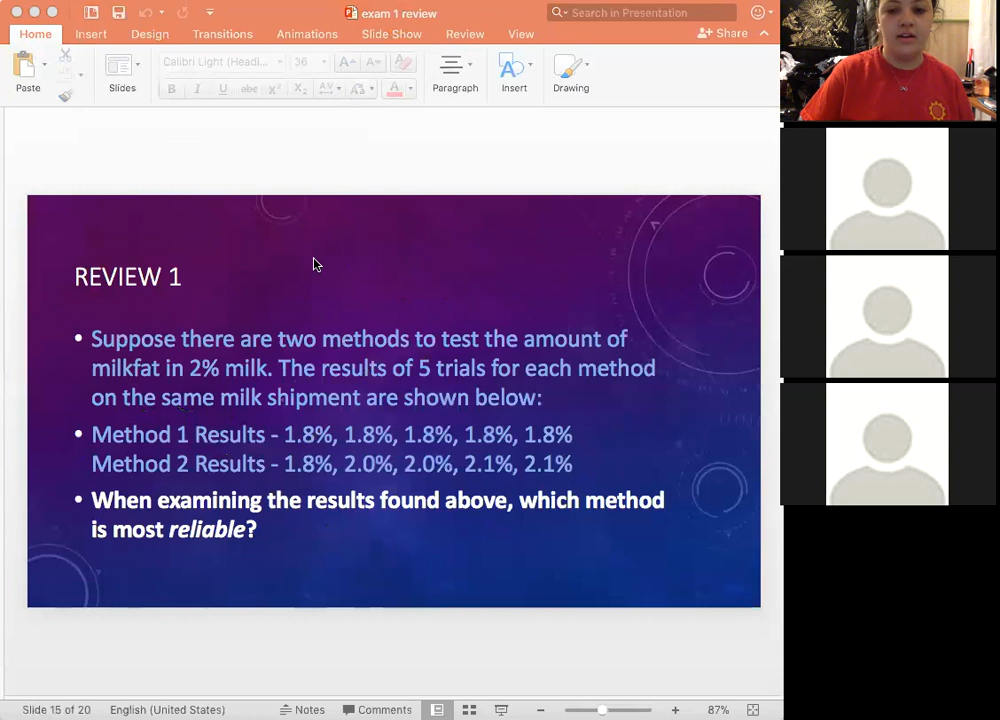 exam 1 review
Search in Presentation
Home Insert Design Transitions Animations Slide Show Review View Share
Calibri Light (Headi... 36 A A
Paste Slides B I U abc X² X₂ AV Aa A Paragraph Insert Drawing
REVIEW 1
• Suppose there are two methods to test the amount of
milkfat in 2% milk. The results of 5 trials for each method
on the same milk shipment are shown below:
• Method 1 Results - 1.8%, 1.8%, 1.8%, 1.8%, 1.8%
Method 2 Results - 1.8%, 2.0%, 2.0%, 2.1%, 2.1%
• When examining the results found above, which method
is most reliable?
Slide 15 of 20 English (United States) Notes Comments 87%